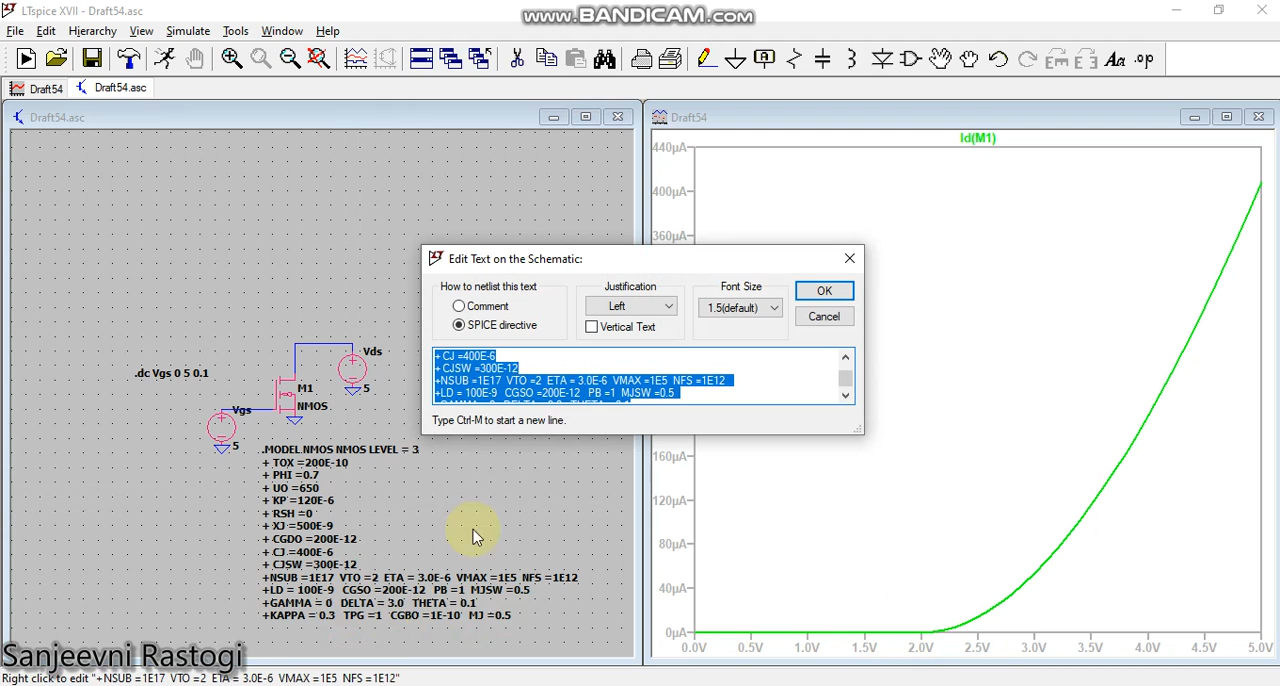 LTspice XVII - Draft54.asc
www.BANDICAM.com
File Edit Hierarchy View Simulate Tools Window Help
Draft54 Draft54.asc
Draft54.asc
Draft54
Id(M1)
440µA
400µA
360µA
160µA
120µA
80µA
40µA
0µA
0.0V 0.5V 1.0V 1.5V 2.0V 2.5V 3.0V 3.5V 4.0V 4.5V 5.0V
Edit Text on the Schematic:
How to netlist this text
Comment
SPICE directive
Justification
Left
Vertical Text
Font Size
1.5(default)
OK
Cancel
+ CJ =400E-6
+ CJSW =300E-12
+NSUB =1E17 VTO =2 ETA = 3.0E-6 VMAX =1E5 NFS =1E12
+LD = 100E-9 CGSO =200E-12 PB =1 MJSW =0.5
Type Ctrl-M to start a new line.
.dc Vgs 0 5 0.1
Vds
5
M1
NMOS
Vgs
5
.MODEL NMOS NMOS LEVEL = 3
+ TOX =200E-10
+ PHI =0.7
+ UO =650
+ KP =120E-6
+ RSH =0
+ XJ =500E-9
+ CGDO =200E-12
+ CJ =400E-6
+ CJSW =300E-12
+NSUB =1E17 VTO =2 ETA = 3.0E-6 VMAX =1E5 NFS =1E12
+LD = 100E-9 CGSO =200E-12 PB =1 MJSW =0.5
+GAMMA = 0 DELTA = 3.0 THETA = 0.1
+KAPPA = 0.3 TPG =1 CGBO =1E-10 MJ =0.5
Sanjeevni Rastogi
Right click to edit "+NSUB =1E17 VTO =2 ETA = 3.0E-6 VMAX =1E5 NFS =1E12"